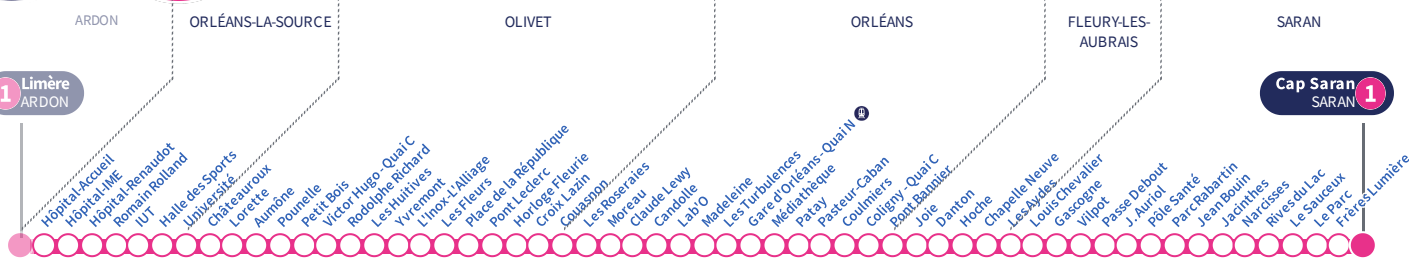 ARDON
ORLÉANS-LA-SOURCE
OLIVET
ORLÉANS
FLEURY-LES-
AUBRAIS
SARAN
1
Limère
ARDON
Cap Saran
SARAN
1
Hôpital-Accueil
Hôpital-IME
Hôpital-Renaudot
Romain Rolland
IUT
Halle des Sports
Université
Châteauroux
Lorette
Aumône
Pounelle
Petit Bois
Victor Hugo - Quai C
Rodolphe Richard
Les Huitives
Yvremont
L'Inox - L'Alliage
Les Fleurs
Place de la République
Pont Leclerc
Horloge Fleurie
Croix Lazin
Couasnon
Les Roseraies
Moreau
Claude Lewy
Candolle
Lab'O
Madeleine
Les Turbulences
Gare d'Orléans - Quai N
Médiathèque
Patay
Pasteur-Caban
Coulmiers
Coligny - Quai C
Pont Bannier
Joie
Danton
Hoche
Chapelle Neuve
Les Aydes
Louis Chevalier
Gascogne
Vilpot
Passe Debout
J. Auriol
Pôle Santé
Parc Rabartin
Jean Bouin
Jacinthes
Narcisses
Rives du Lac
Le Sauceux
Le Parc
Frères Lumière